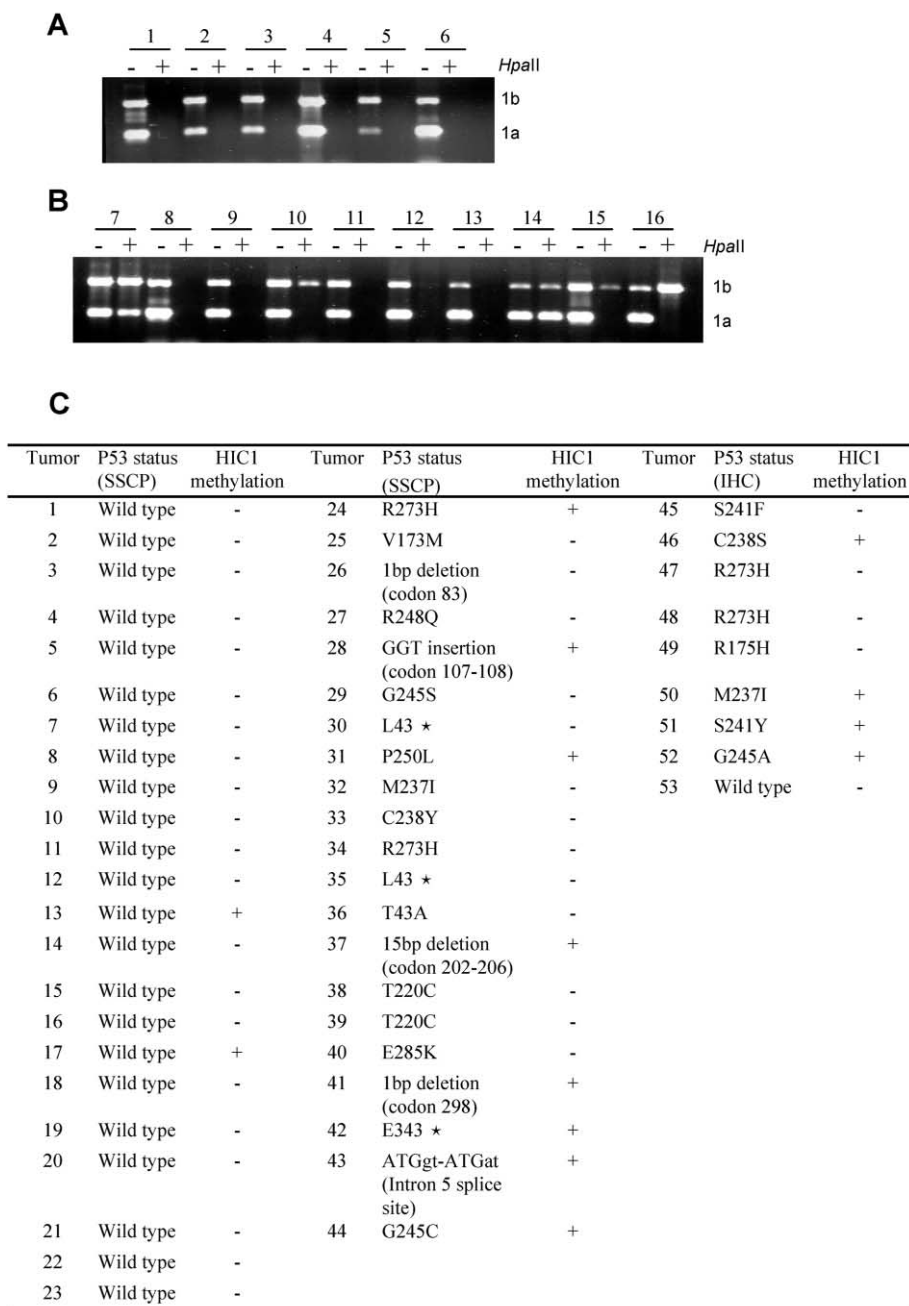 A
1 2 3 4 5 6
- + - + - + - + - + - + HpaII
1b
1a
B
7 8 9 10 11 12 13 14 15 16
- + - + - + - + - + - + - + - + - + - + HpaII
1b
1a
C
Tumor P53 status (SSCP) HIC1 methylation Tumor P53 status (SSCP) HIC1 methylation Tumor P53 status (IHC) HIC1 methylation
1 Wild type - 24 R273H + 45 S241F -
2 Wild type - 25 V173M - 46 C238S +
3 Wild type - 26 1bp deletion (codon 83) - 47 R273H -
4 Wild type - 27 R248Q - 48 R273H -
5 Wild type - 28 GGT insertion (codon 107-108) + 49 R175H -
6 Wild type - 29 G245S - 50 M237I +
7 Wild type - 30 L43 ★ - 51 S241Y +
8 Wild type - 31 P250L + 52 G245A +
9 Wild type - 32 M237I - 53 Wild type -
10 Wild type - 33 C238Y -
11 Wild type - 34 R273H -
12 Wild type - 35 L43 ★ -
13 Wild type + 36 T43A -
14 Wild type - 37 15bp deletion (codon 202-206) +
15 Wild type - 38 T220C -
16 Wild type - 39 T220C -
17 Wild type + 40 E285K -
18 Wild type - 41 1bp deletion (codon 298) +
19 Wild type - 42 E343 ★ +
20 Wild type - 43 ATGgt-ATGat (Intron 5 splice site) +
21 Wild type - 44 G245C +
22 Wild type -
23 Wild type -